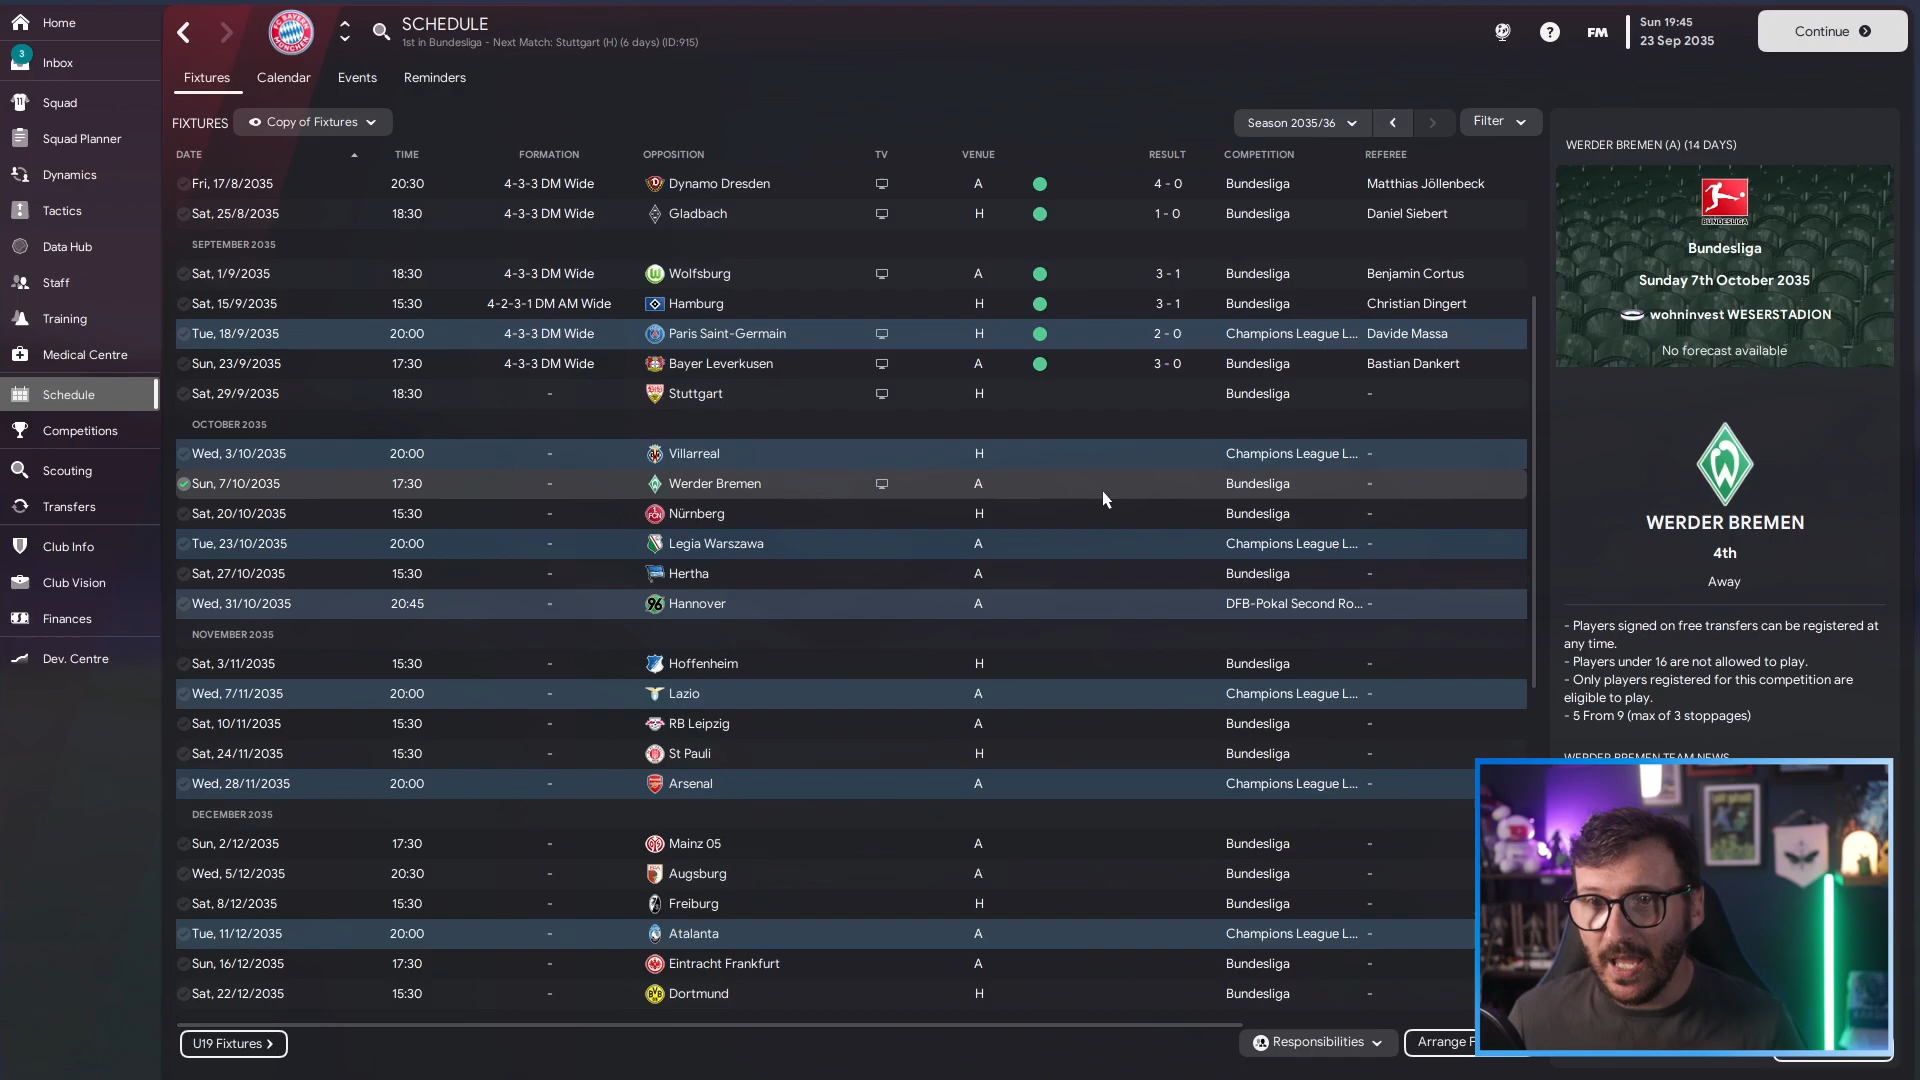 Home
3
Inbox
Squad
Squad Planner
Dynamics
Tactics
Data Hub
Staff
Training
Medical Centre
Schedule
Competitions
Scouting
Transfers
Club Info
Club Vision
Finances
Dev. Centre
SCHEDULE
1st in Bundesliga - Next Match: Stuttgart (H) (6 days) (ID:915)
FM
Sun 19:45
23 Sep 2035
Continue
Fixtures Calendar Events Reminders
FIXTURES Copy of Fixtures Season 2035/36 Filter
DATE TIME FORMATION OPPOSITION TV VENUE RESULT COMPETITION REFEREE
Fri, 17/8/2035 20:30 4-3-3 DM Wide Dynamo Dresden A 4 - 0 Bundesliga Matthias Jöllenbeck
Sat, 25/8/2035 18:30 4-3-3 DM Wide Gladbach H 1 - 0 Bundesliga Daniel Siebert
SEPTEMBER 2035
Sat, 1/9/2035 18:30 4-3-3 DM Wide Wolfsburg A 3 - 1 Bundesliga Benjamin Cortus
Sat, 15/9/2035 15:30 4-2-3-1 DM AM Wide Hamburg H 3 - 1 Bundesliga Christian Dingert
Tue, 18/9/2035 20:00 4-3-3 DM Wide Paris Saint-Germain H 2 - 0 Champions League L... Davide Massa
Sun, 23/9/2035 17:30 4-3-3 DM Wide Bayer Leverkusen A 3 - 0 Bundesliga Bastian Dankert
Sat, 29/9/2035 18:30 - Stuttgart H Bundesliga -
OCTOBER 2035
Wed, 3/10/2035 20:00 - Villarreal H Champions League L... -
Sun, 7/10/2035 17:30 - Werder Bremen A Bundesliga -
Sat, 20/10/2035 15:30 - Nürnberg H Bundesliga -
Tue, 23/10/2035 20:00 - Legia Warszawa A Champions League L... -
Sat, 27/10/2035 15:30 - Hertha A Bundesliga -
Wed, 31/10/2035 20:45 - Hannover A DFB-Pokal Second Ro... -
NOVEMBER 2035
Sat, 3/11/2035 15:30 - Hoffenheim H Bundesliga -
Wed, 7/11/2035 20:00 - Lazio A Champions League L... -
Sat, 10/11/2035 15:30 - RB Leipzig A Bundesliga -
Sat, 24/11/2035 15:30 - St Pauli H Bundesliga -
Wed, 28/11/2035 20:00 - Arsenal A Champions League L... -
DECEMBER 2035
Sun, 2/12/2035 17:30 - Mainz 05 A Bundesliga -
Wed, 5/12/2035 20:30 - Augsburg A Bundesliga -
Sat, 8/12/2035 15:30 - Freiburg H Bundesliga -
Tue, 11/12/2035 20:00 - Atalanta A Champions League L... -
Sun, 16/12/2035 17:30 - Eintracht Frankfurt A Bundesliga -
Sat, 22/12/2035 15:30 - Dortmund H Bundesliga -
U19 Fixtures Responsibilities Arrange F
WERDER BREMEN (A) (14 DAYS)
BUNDESLIGA
Bundesliga
Sunday 7th October 2035
wohninvest WESERSTADION
No forecast available
WERDER BREMEN
4th
Away
- Players signed on free transfers can be registered at
any time.
- Players under 16 are not allowed to play.
- Only players registered for this competition are
eligible to play.
- 5 From 9 (max of 3 stoppages)
WERDER BREMEN TEAM NEWS